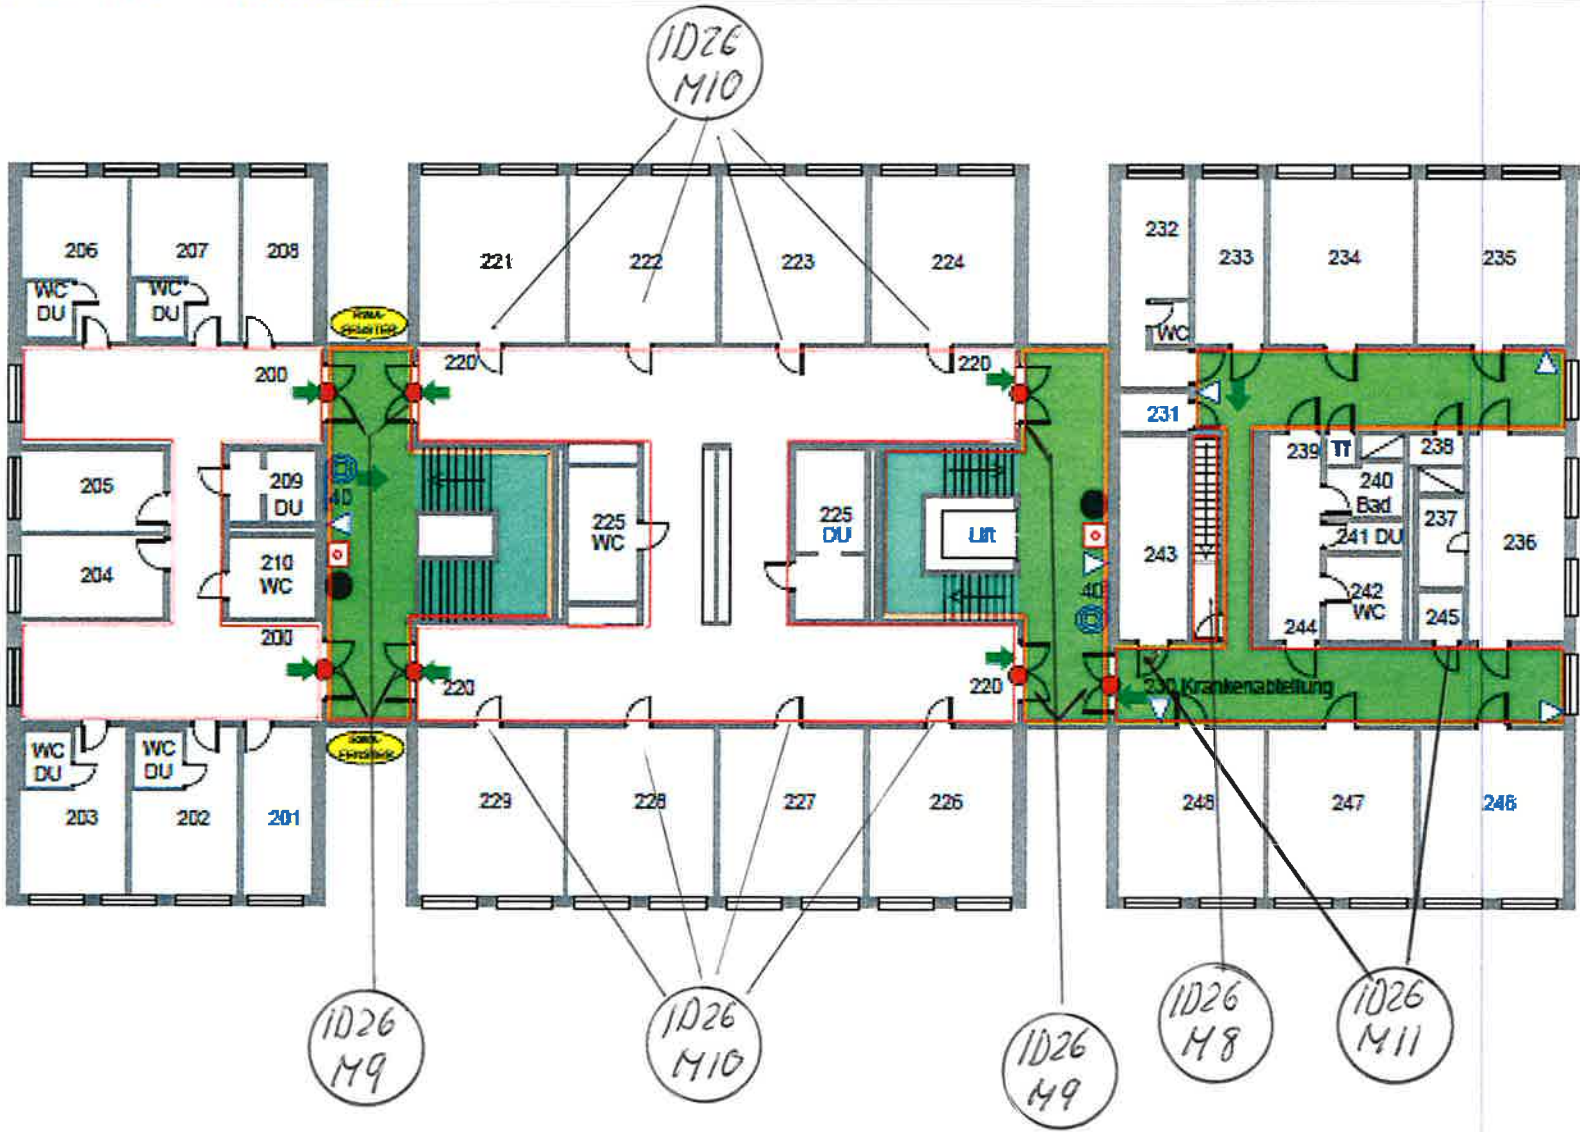 ID26
M10
206
207
208
221
222
223
224
232
233
234
235
WC
DU
WC
DU
WC
200
220
220
231
239
TT
238
205
209
DU
40
225
WC
225
DU
Lift
240
Bad
237
241 DU
243
236
204
210
WC
40
242
WC
245
244
200
220
220
230 Krankenabteilung
WC
DU
WC
DU
203
202
201
229
228
227
226
248
247
246
ID26
M9
ID26
M10
ID26
M9
ID26
M8
ID26
M11